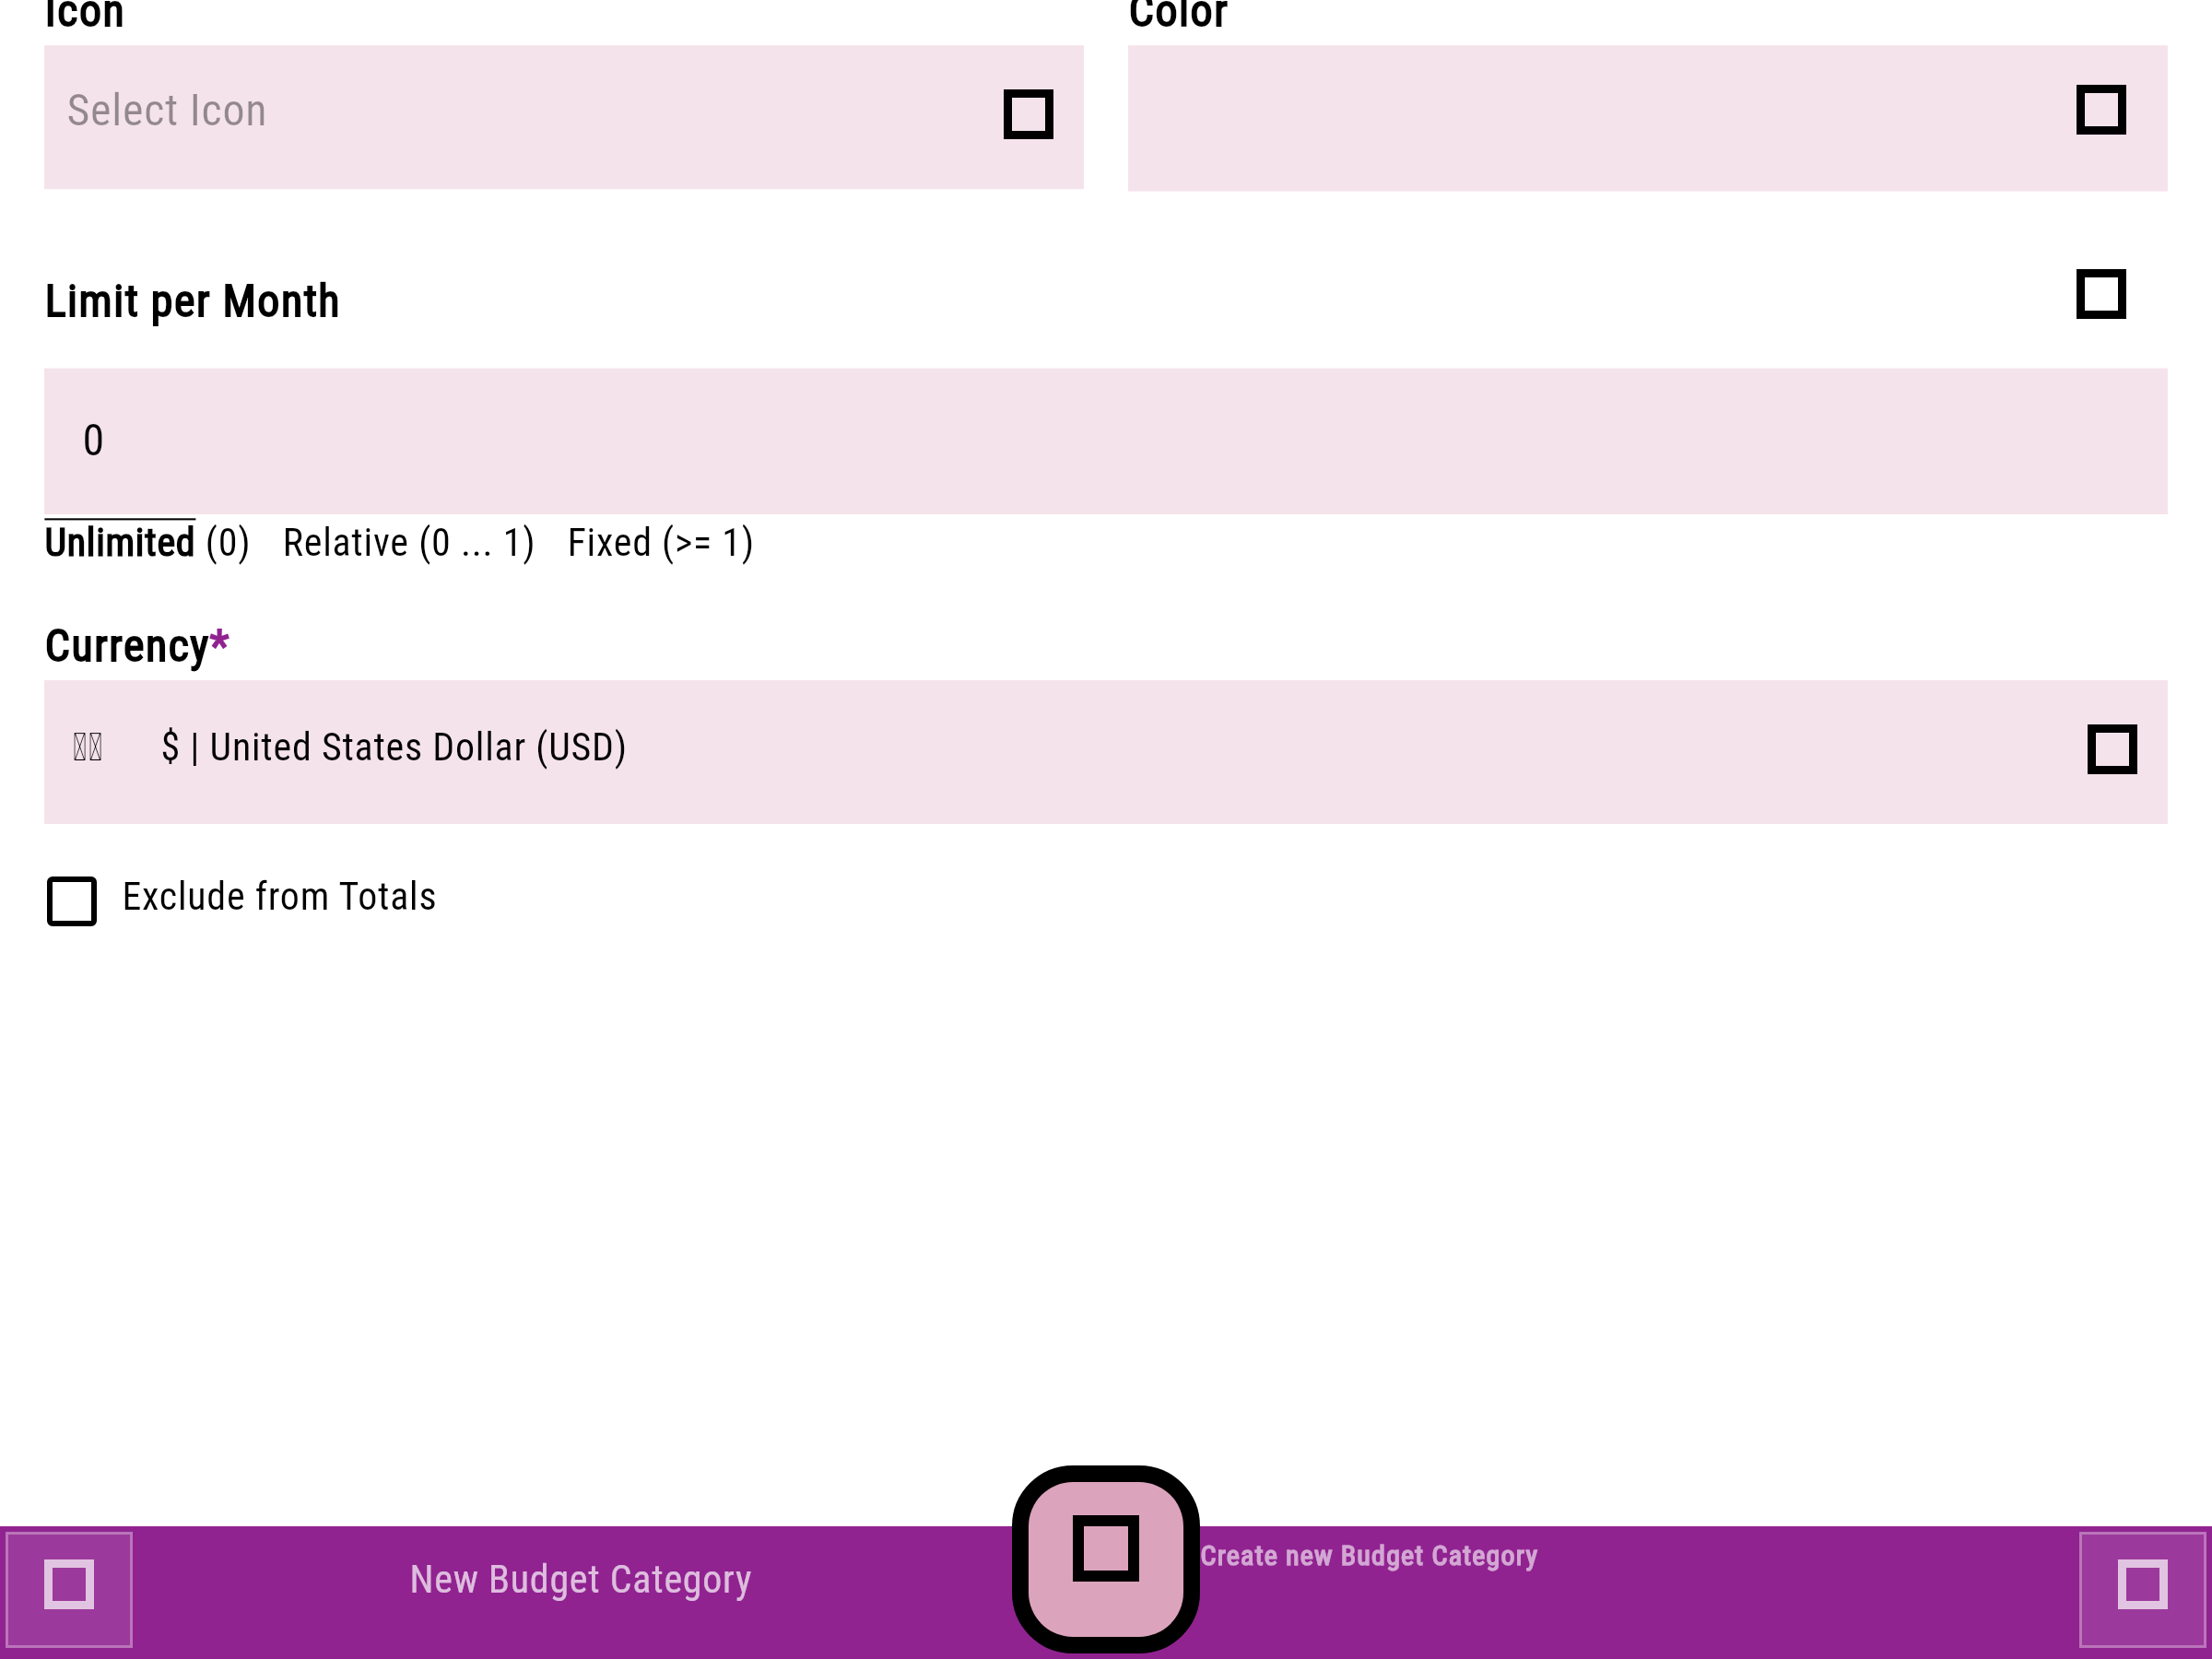 Icon
Color
Select Icon
Limit per Month
0
Unlimited (0) Relative (0 ... 1) Fixed (>= 1)
Currency*
$ | United States Dollar (USD)
Exclude from Totals
New Budget Category
Create new Budget Category